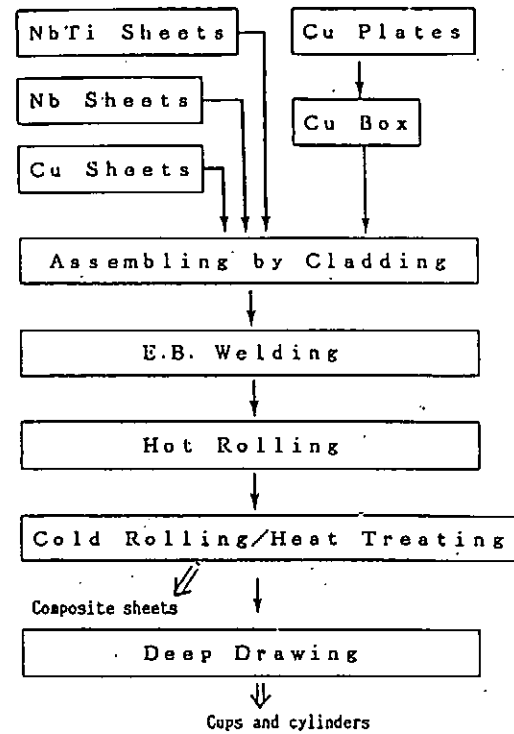 NbTi Sheets
Cu Plates
Nb Sheets
Cu Box
Cu Sheets
Assembling by Cladding
E.B. Welding
Hot Rolling
Cold Rolling/Heat Treating
Composite sheets
Deep Drawing
Cups and cylinders